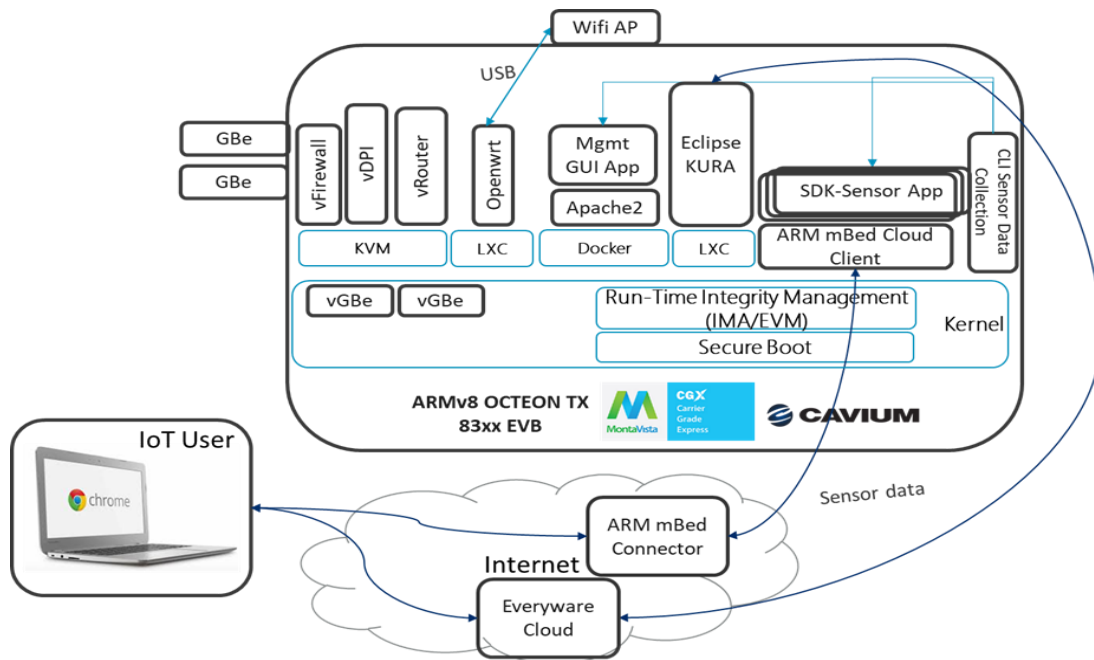 Wifi AP
USB
GBe
GBe
vFirewall
vDPI
vRouter
Openwrt
Mgmt
GUI App
Apache2
Eclipse
KURA
SDK-Sensor App
ARM mBed Cloud
Client
CLI Sensor Data
Collection
KVM
LXC
Docker
LXC
vGBe
vGBe
Run-Time Integrity Management
(IMA/EVM)
Secure Boot
Kernel
ARMv8 OCTEON TX
83xx EVB
MontaVista
CGX
Carrier
Grade
Express
CAVIUM
IoT User
chrome
Sensor data
ARM mBed
Connector
Internet
Everyware
Cloud